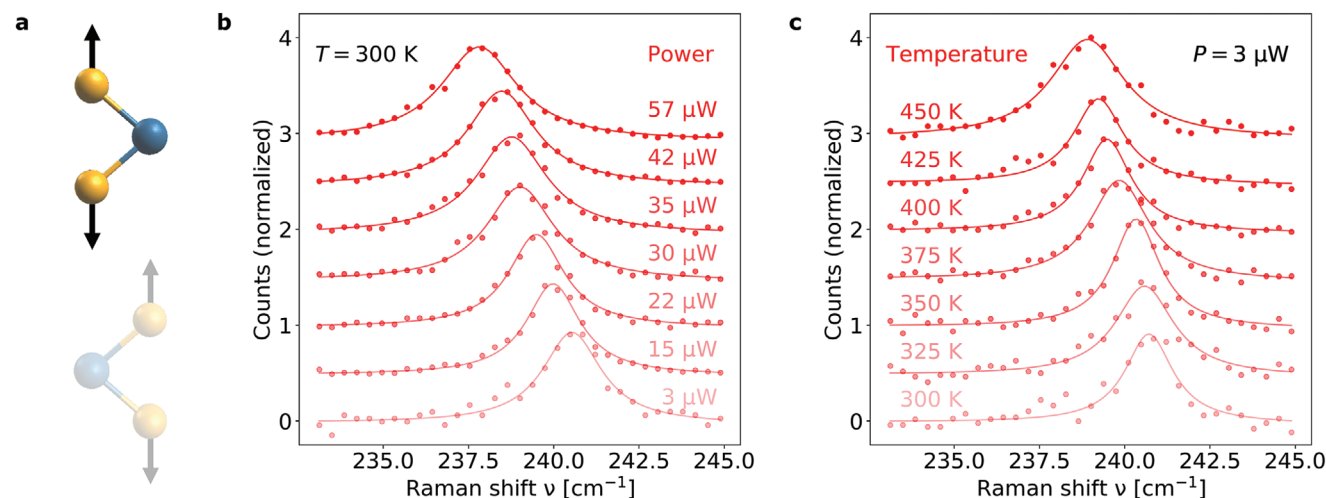 a
b
T = 300 K
Power
57 μW
42 μW
35 μW
30 μW
22 μW
15 μW
3 μW
4
3
2
1
0
Counts (normalized)
235.0 237.5 240.0 242.5 245.0
Raman shift ν [cm⁻¹]
c
Temperature
P = 3 μW
450 K
425 K
400 K
375 K
350 K
325 K
300 K
4
3
2
1
0
Counts (normalized)
235.0 237.5 240.0 242.5 245.0
Raman shift ν [cm⁻¹]